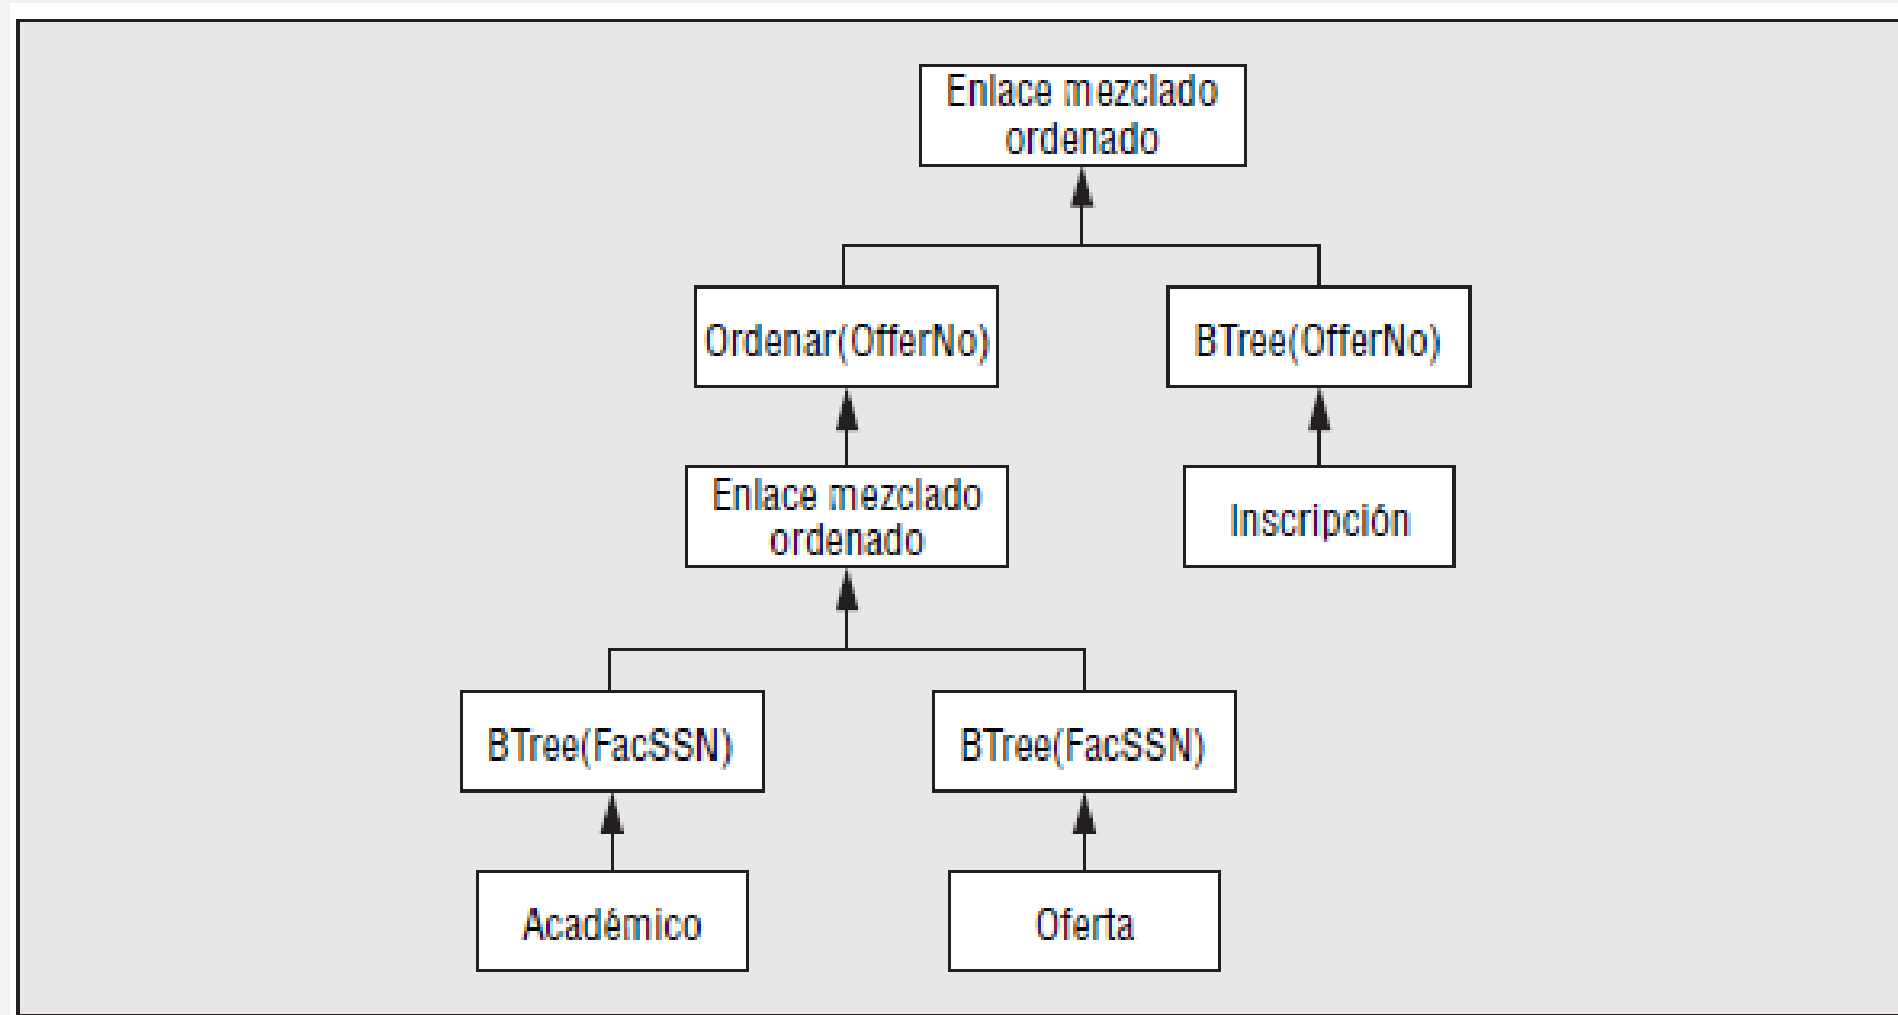 Enlace mezclado
ordenado
Ordenar(OfferNo)
BTree(OfferNo)
Enlace mezclado
ordenado
Inscripción
BTree(FacSSN)
BTree(FacSSN)
Académico
Oferta